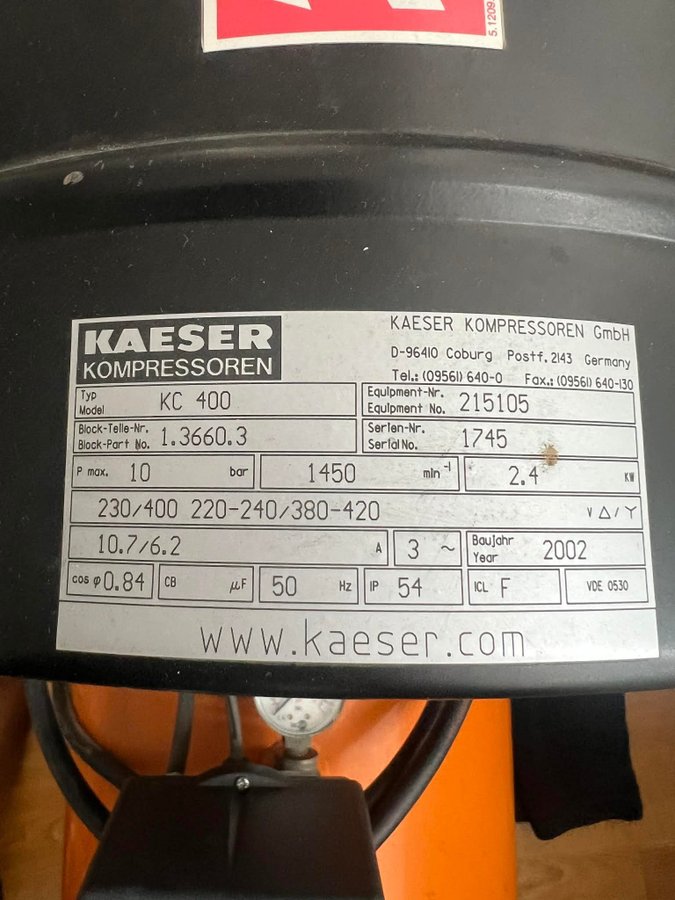 5.1209.
KAESER
KOMPRESSOREN
KAESER KOMPRESSOREN GmbH
D-96410 Coburg Postf. 2143 Germany
Tel.: (09561) 640-0 Fax.: (09561) 640-130
Typ
Model KC 400
Equipment-Nr.
Equipment No. 215105
Block-Teile-Nr.
Block-Part No. 1.3660.3
Serien-Nr.
Serial No. 1745
P max. 10 bar 1450 min⁻¹ 2.4 KW
230/400 220-240/380-420 V △/Y
10.7/6.2 A 3 ~ Baujahr
Year 2002
cos φ 0.84 CB μF 50 Hz IP 54 ICL F VDE 0530
www.kaeser.com